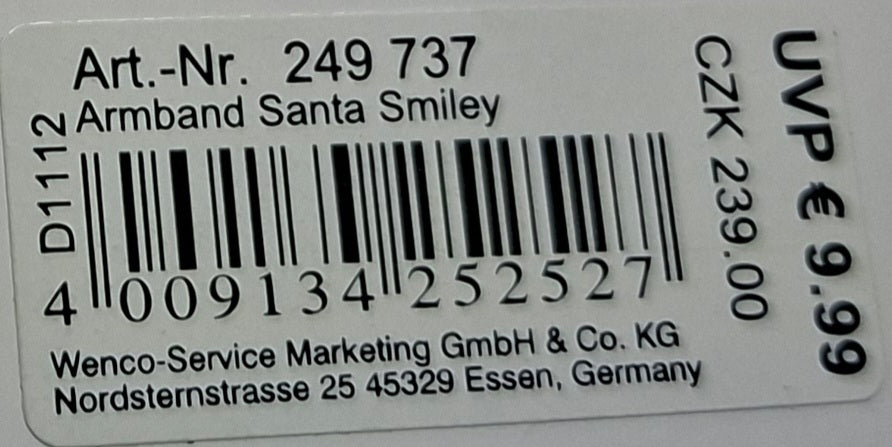 Art.-Nr. 249 737
Armband Santa Smiley
D1112
4 009134 252527
Wenco-Service Marketing GmbH & Co. KG
Nordsternstrasse 25 45329 Essen, Germany
CZK 239.00
UVP € 9.99